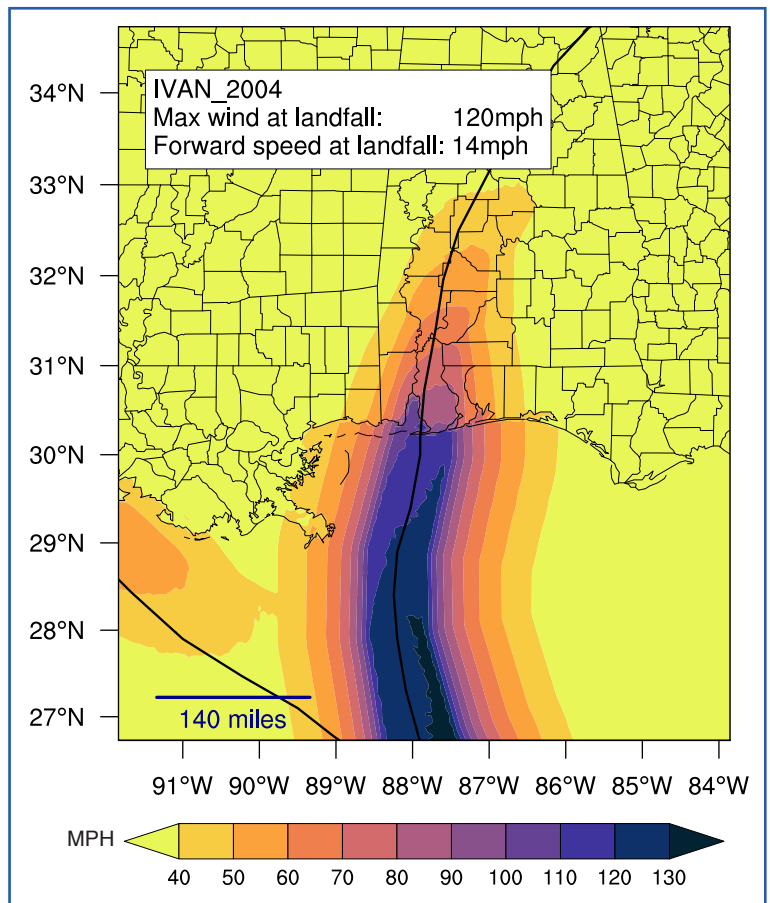 IVAN_2004
Max wind at landfall: 120mph
Forward speed at landfall: 14mph
34°N
33°N
32°N
31°N
30°N
29°N
28°N
27°N
140 miles
91°W 90°W 89°W 88°W 87°W 86°W 85°W 84°W
MPH
40 50 60 70 80 90 100 110 120 130